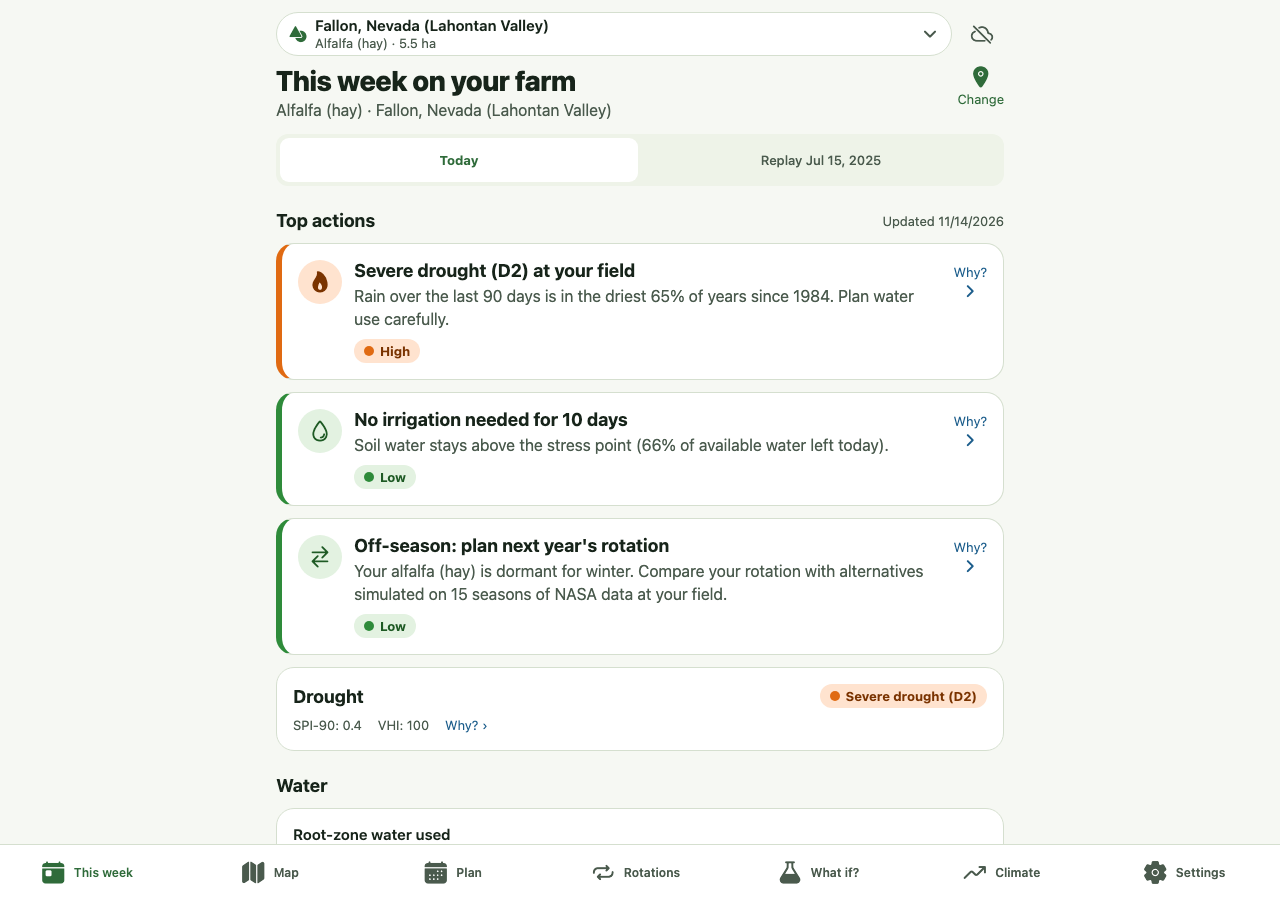 Fallon, Nevada (Lahontan Valley)
Alfalfa (hay) · 5.5 ha
This week on your farm
Alfalfa (hay) · Fallon, Nevada (Lahontan Valley)
Change
Today
Replay Jul 15, 2025
Top actions
Updated 11/14/2026
Severe drought (D2) at your field
Why?
Rain over the last 90 days is in the driest 65% of years since 1984. Plan water
use carefully.
High
No irrigation needed for 10 days
Why?
Soil water stays above the stress point (66% of available water left today).
Low
Off-season: plan next year's rotation
Why?
Your alfalfa (hay) is dormant for winter. Compare your rotation with alternatives
simulated on 15 seasons of NASA data at your field.
Low
Drought
Severe drought (D2)
SPI-90: 0.4 VHI: 100 Why? ›
Water
Root-zone water used
This week
Map
Plan
Rotations
What if?
Climate
Settings